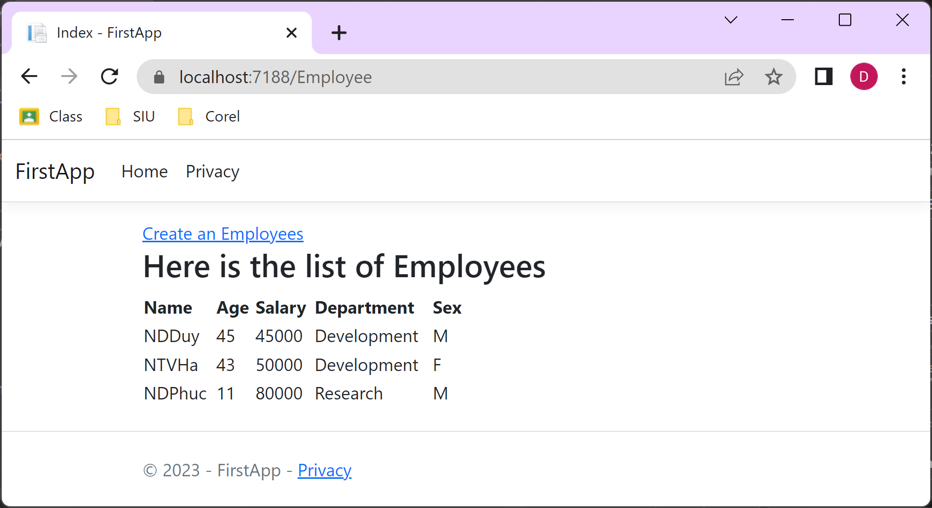 Index - FirstApp
localhost:7188/Employee
D
Class SIU Corel
FirstApp Home Privacy
Create an Employees
Here is the list of Employees
Name Age Salary Department Sex
NDDuy 45 45000 Development M
NTVHa 43 50000 Development F
NDPhuc 11 80000 Research M
© 2023 - FirstApp - Privacy